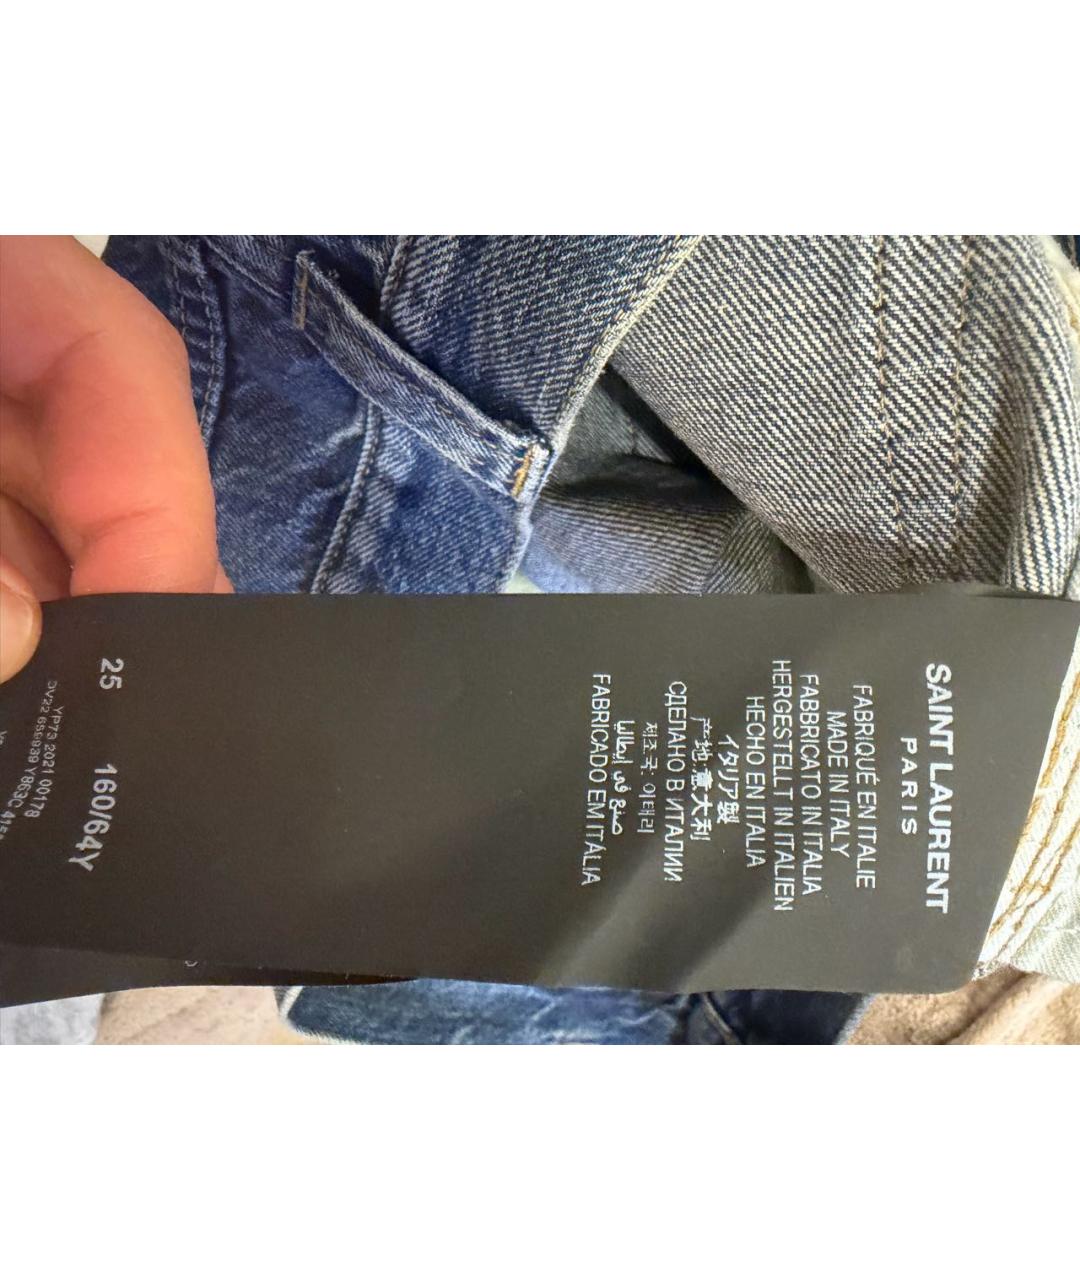 SAINT LAURENT
PARIS
FABRIQUÉ EN ITALIE
MADE IN ITALY
FABBRICATO IN ITALIA
HERGESTELLT IN ITALIEN
HECHO EN ITALIA
イタリア製
产地:意大利
СДЕЛАНО В ИТАЛИИ
제조국: 이태리
صنع في إيطاليا
FABRICADO EM ITÁLIA
25 160/64Y
YP73 2021 00178